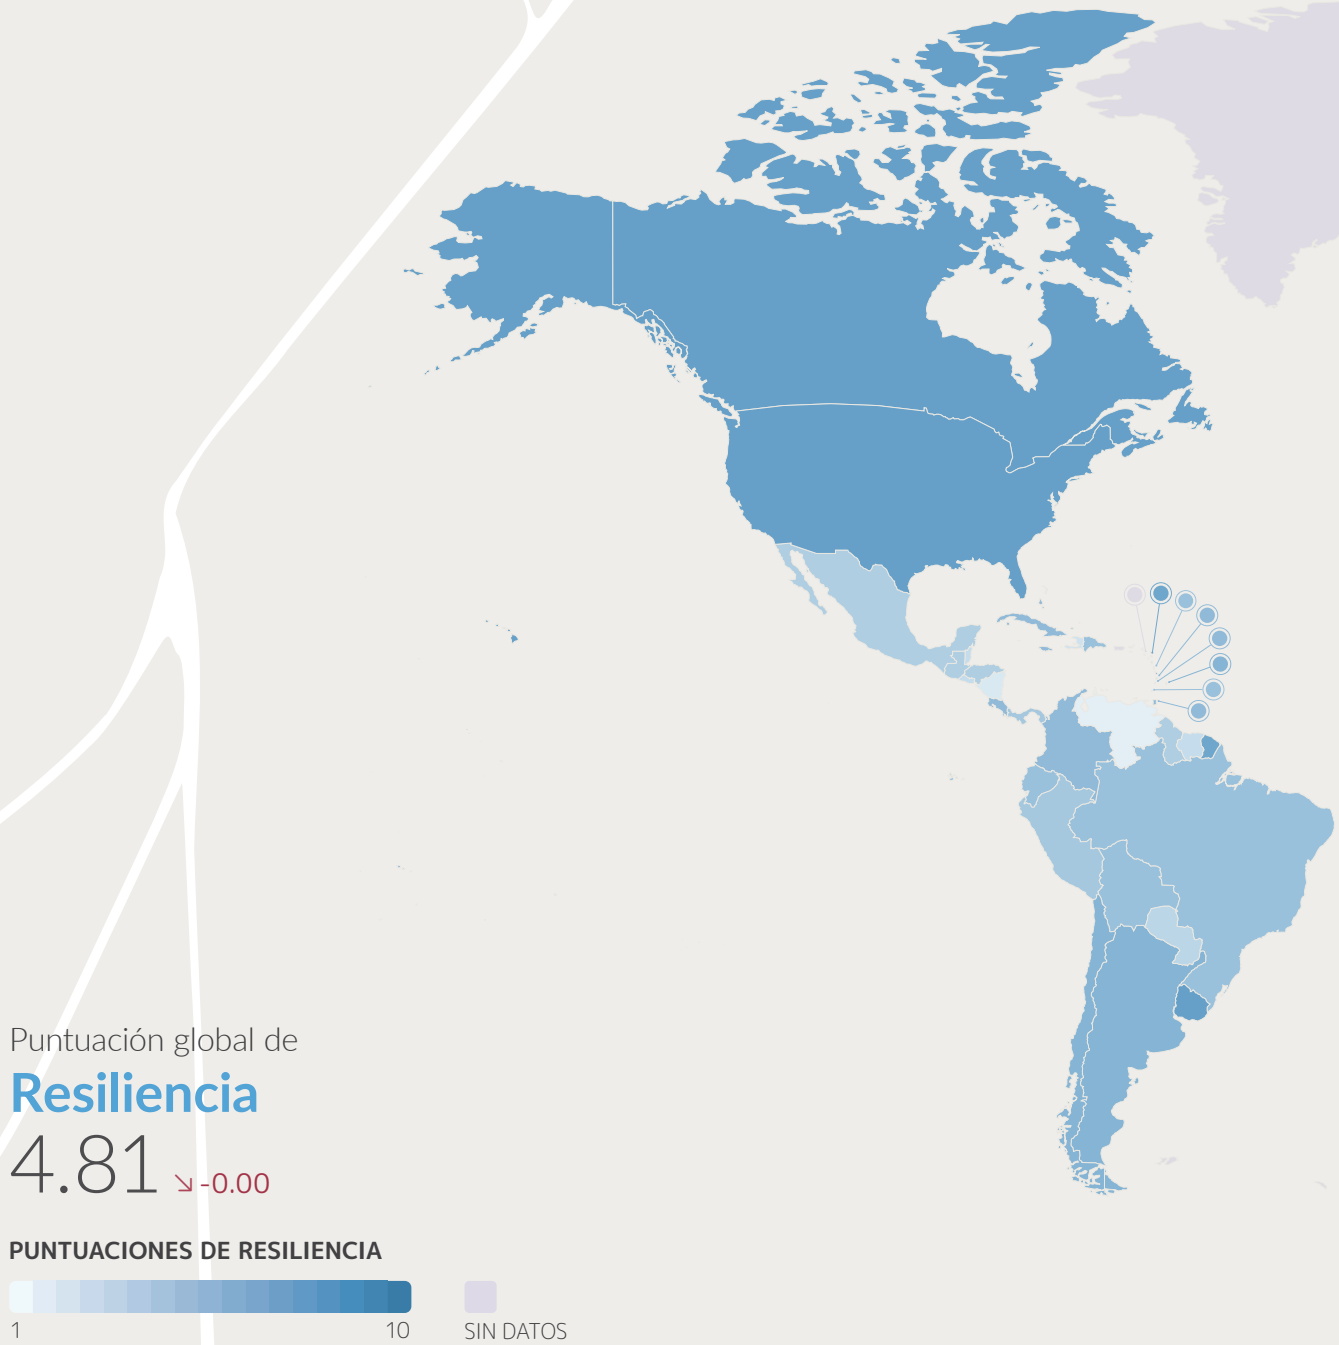 Puntuación global de
Resiliencia
4.81 ↘ -0.00
PUNTUACIONES DE RESILIENCIA
1 10 SIN DATOS